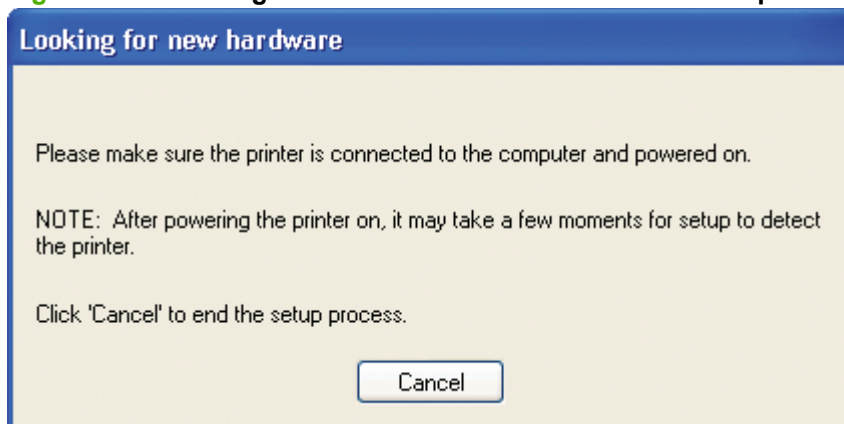 Looking for new hardware
Please make sure the printer is connected to the computer and powered on.
NOTE:  After powering the printer on, it may take a few moments for setup to detect
the printer.
Click 'Cancel' to end the setup process.
Cancel